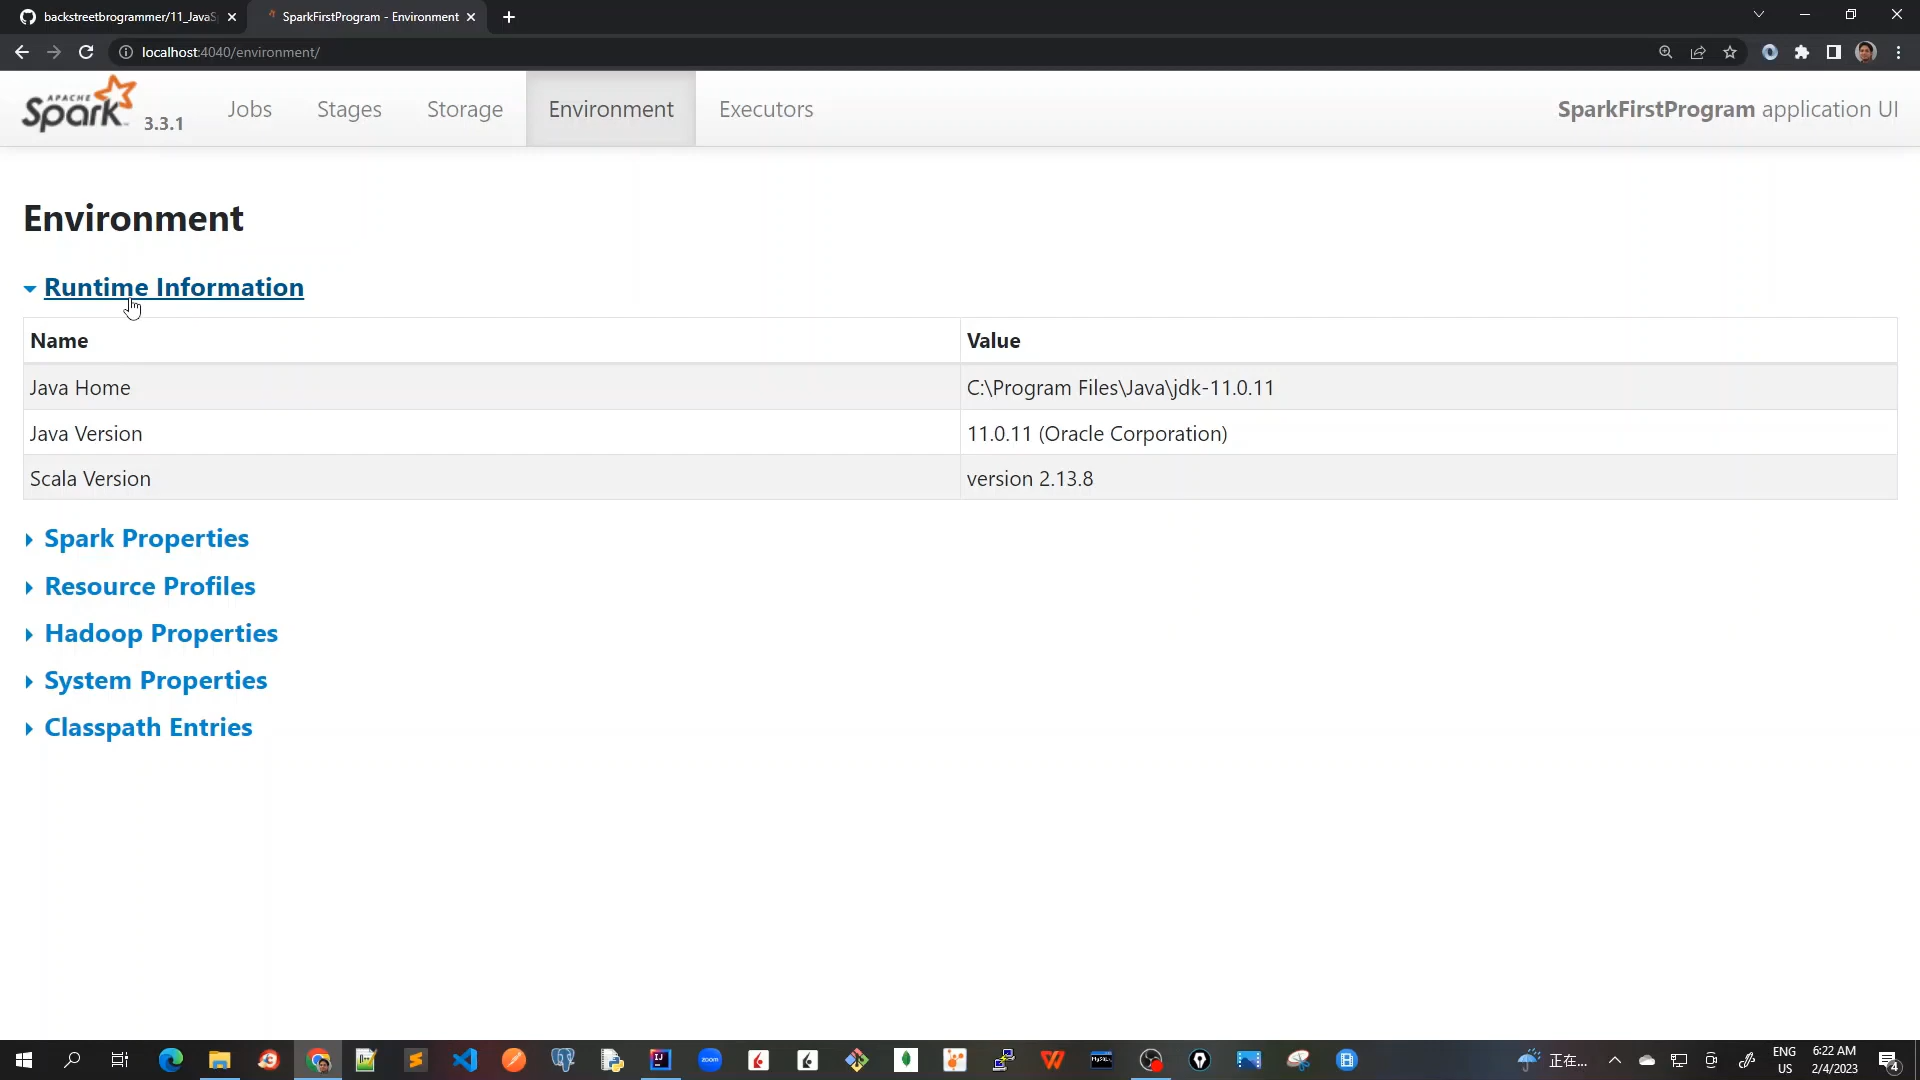 backstreetbrogrammer/11_JavaS
SparkFirstProgram - Environment
localhost:4040/environment/
APACHE
Spark 3.3.1
Jobs
Stages
Storage
Environment
Executors
SparkFirstProgram application UI
Environment
Runtime Information
Name Value
Java Home C:\Program Files\Java\jdk-11.0.11
Java Version 11.0.11 (Oracle Corporation)
Scala Version version 2.13.8
Spark Properties
Resource Profiles
Hadoop Properties
System Properties
Classpath Entries
zoom
MySQL
正在...
ENG
US
6:22 AM
2/4/2023
4